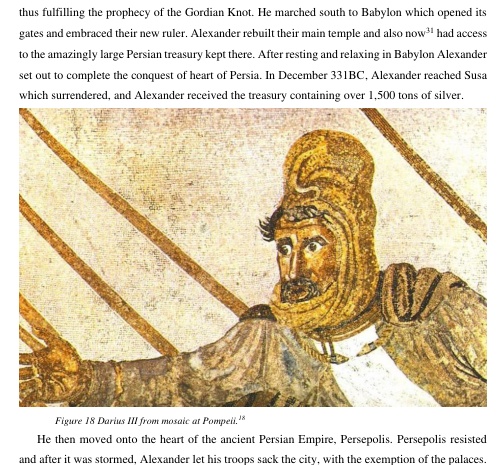 thus fulfilling the prophecy of the Gordian Knot. He marched south to Babylon which opened its
gates and embraced their new ruler. Alexander rebuilt their main temple and also now³¹ had access
to the amazingly large Persian treasury kept there. After resting and relaxing in Babylon Alexander
set out to complete the conquest of heart of Persia. In December 331BC, Alexander reached Susa
which surrendered, and Alexander received the treasury containing over 1,500 tons of silver.
Figure 18 Darius III from mosaic at Pompeii.¹⁸
He then moved onto the heart of the ancient Persian Empire, Persepolis. Persepolis resisted
and after it was stormed, Alexander let his troops sack the city, with the exemption of the palaces.